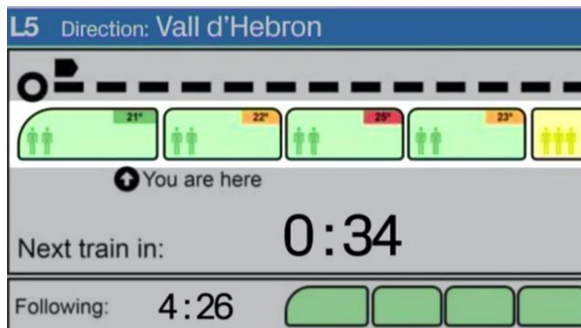 L5 Direction: Vall d'Hebron
21° 22° 25° 23°
You are here
Next train in: 0:34
Following: 4:26